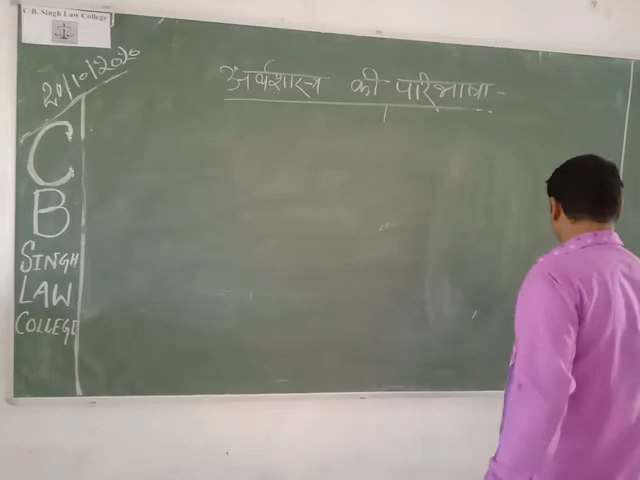 C.B. Singh Law College
20/10/2020
अर्थशास्त्र की परिभाषा -
C
B
SINGH
LAW
COLLEGE